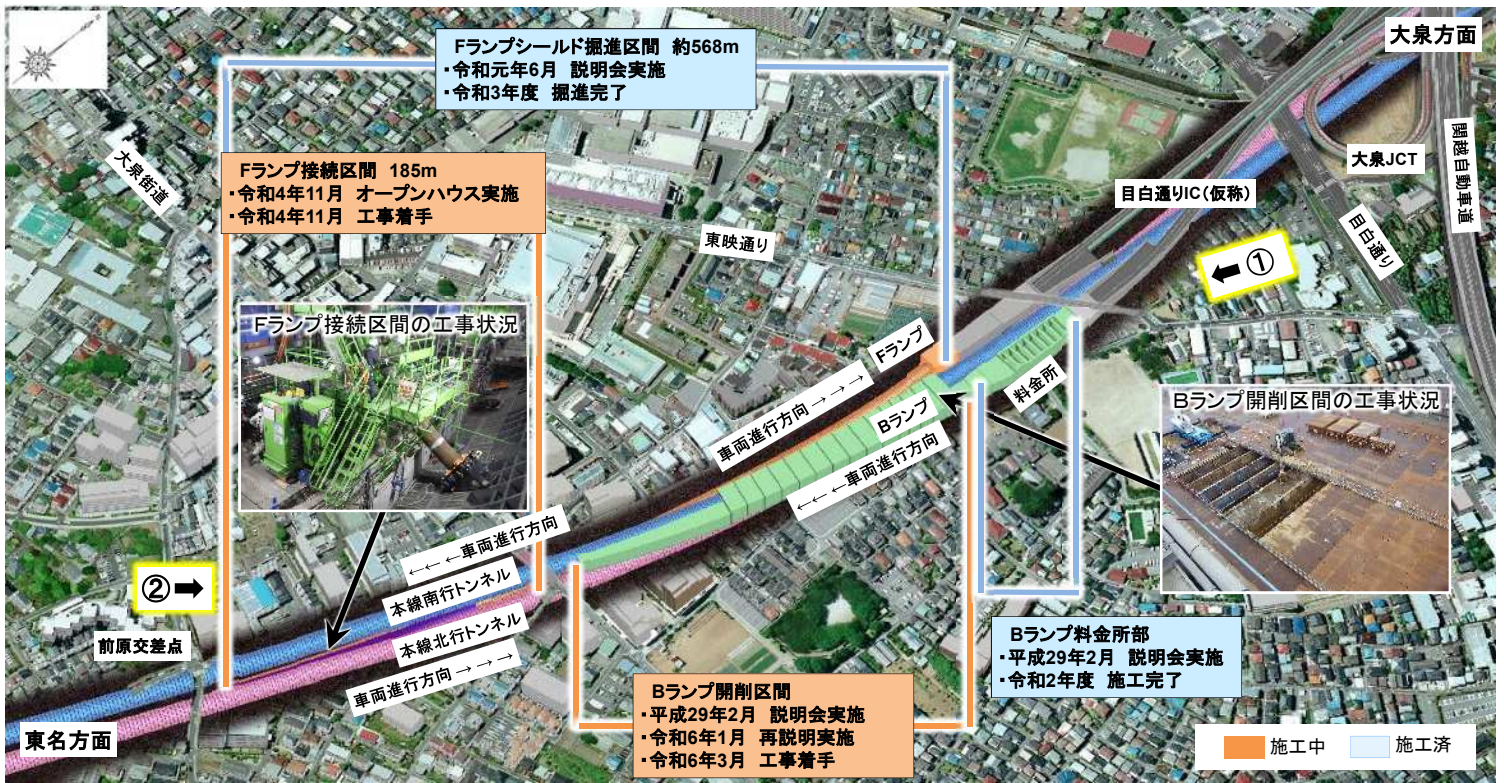 大泉方面
Fランプシールド掘進区間 約568m
・令和元年6月 説明会実施
・令和3年度 掘進完了
Fランプ接続区間 185m
・令和4年11月 オープンハウス実施
・令和4年11月 工事着手
大泉街道
関越自動車道
大泉JCT
目白通りIC(仮称)
目白通り
東映通り
← ①
Fランプ接続区間の工事状況
車両進行方向 → → → Fランプ
料金所
Bランプ
← ← ← 車両進行方向
Bランプ開削区間の工事状況
← ← ← 車両進行方向
② ➡
本線南行トンネル
本線北行トンネル
車両進行方向 → → →
前原交差点
Bランプ料金所部
・平成29年2月 説明会実施
・令和2年度 施工完了
Bランプ開削区間
・平成29年2月 説明会実施
・令和6年1月 再説明実施
・令和6年3月 工事着手
東名方面
施工中 施工済